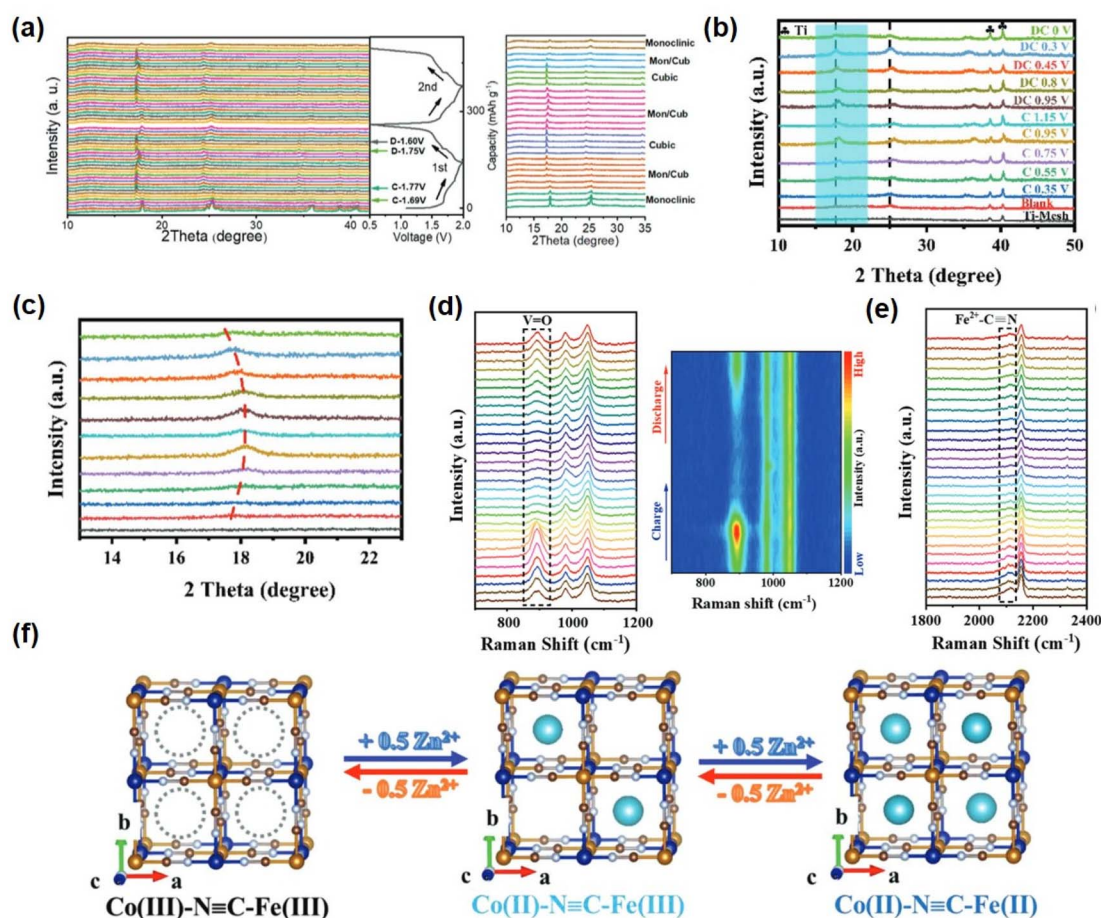 (a)
Intensity (a. u.)
2nd
1st
D-1.60V
D-1.75V
C-1.77V
C-1.69V
10 20 30 40 0.5 1.0 1.5 2.0
2Theta (degree)
Voltage (V)
300
0
Capacity (mAh g⁻¹)
Monoclinic
Mon/Cub
Cubic
Mon/Cub
Cubic
Mon/Cub
Monoclinic
10 15 20 25 30 35
2Theta (degree)
(b)
Intensity (a.u.)
♣ Ti
♣ ♣
DC 0 V
DC 0.3 V
DC 0.45 V
DC 0.8 V
DC 0.95 V
C 1.15 V
C 0.95 V
C 0.75 V
C 0.55 V
C 0.35 V
Blank
Ti-Mesh
10 20 30 40 50
2 Theta (degree)
(c)
Intensity (a.u.)
14 16 18 20 22
2 Theta (degree)
(d)
V=O
Intensity (a.u.)
800 1000 1200
Raman Shift (cm⁻¹)
Charge
Discharge
800 1000 1200
Raman shift (cm⁻¹)
Low
Intensity (a.u.)
High
(e)
Fe²⁺-C≡N
Intensity (a.u.)
1800 2000 2200 2400
Raman Shift (cm⁻¹)
(f)
+ 0.5 Zn²⁺
- 0.5 Zn²⁺
+ 0.5 Zn²⁺
- 0.5 Zn²⁺
b
c
a
b
c
a
b
c
a
Co(III)-N≡C-Fe(III)
Co(II)-N≡C-Fe(III)
Co(II)-N≡C-Fe(II)